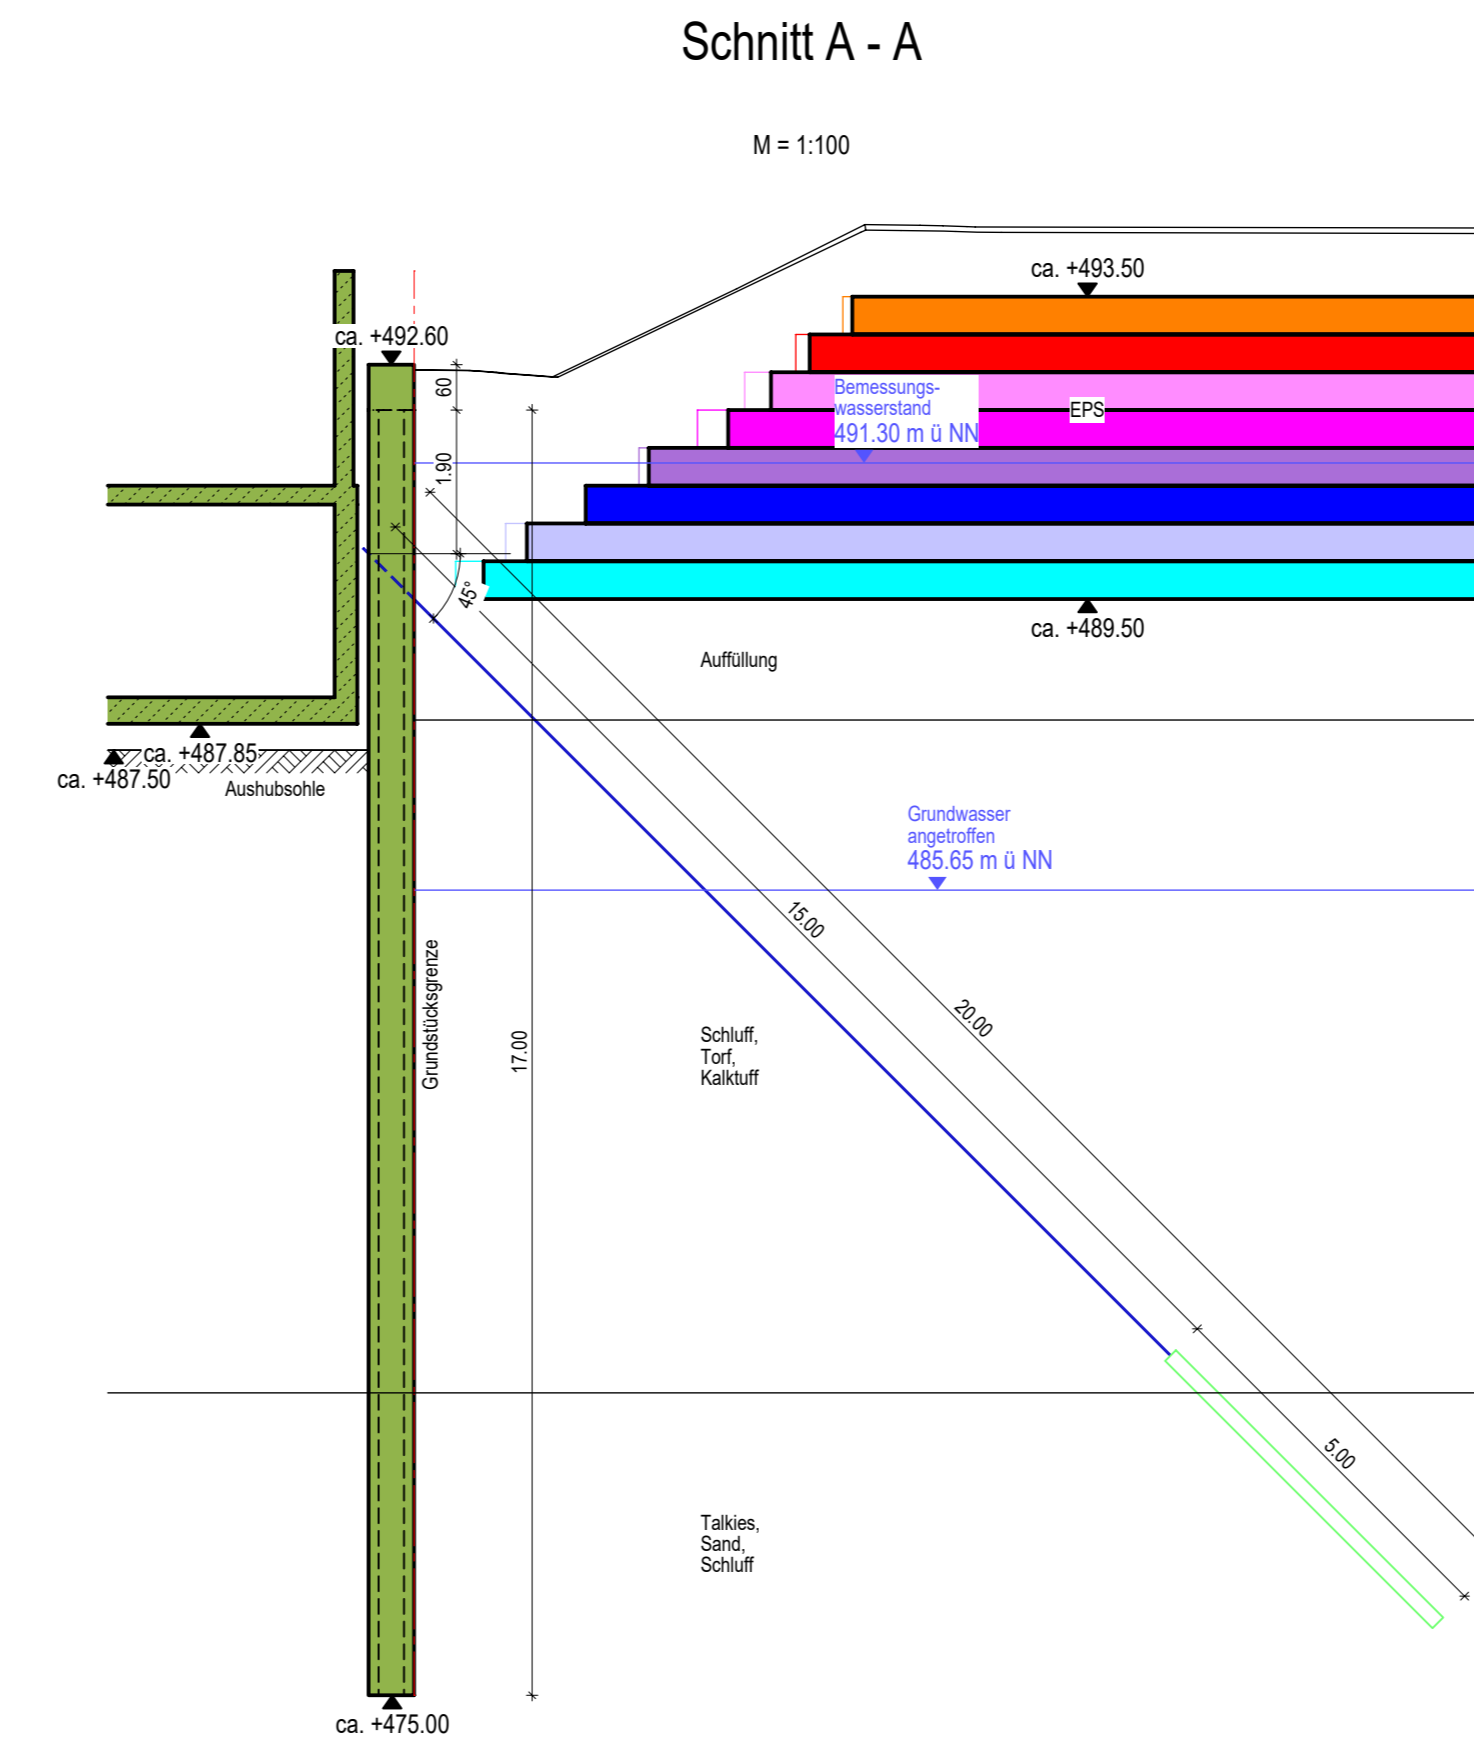 Schnitt A - A
M = 1:100
ca. +493.50
ca. +492.60
60
Bemessungs-
wasserstand
491.30 m ü NN
EPS
1.90
45°
ca. +489.50
Auffüllung
ca. +487.85
ca. +487.50
Aushubsohle
Grundwasser
angetroffen
485.65 m ü NN
15.00
20.00
Grundstücksgrenze
17.00
Schluff,
Torf,
Kalktuff
5.00
Talkies,
Sand,
Schluff
ca. +475.00